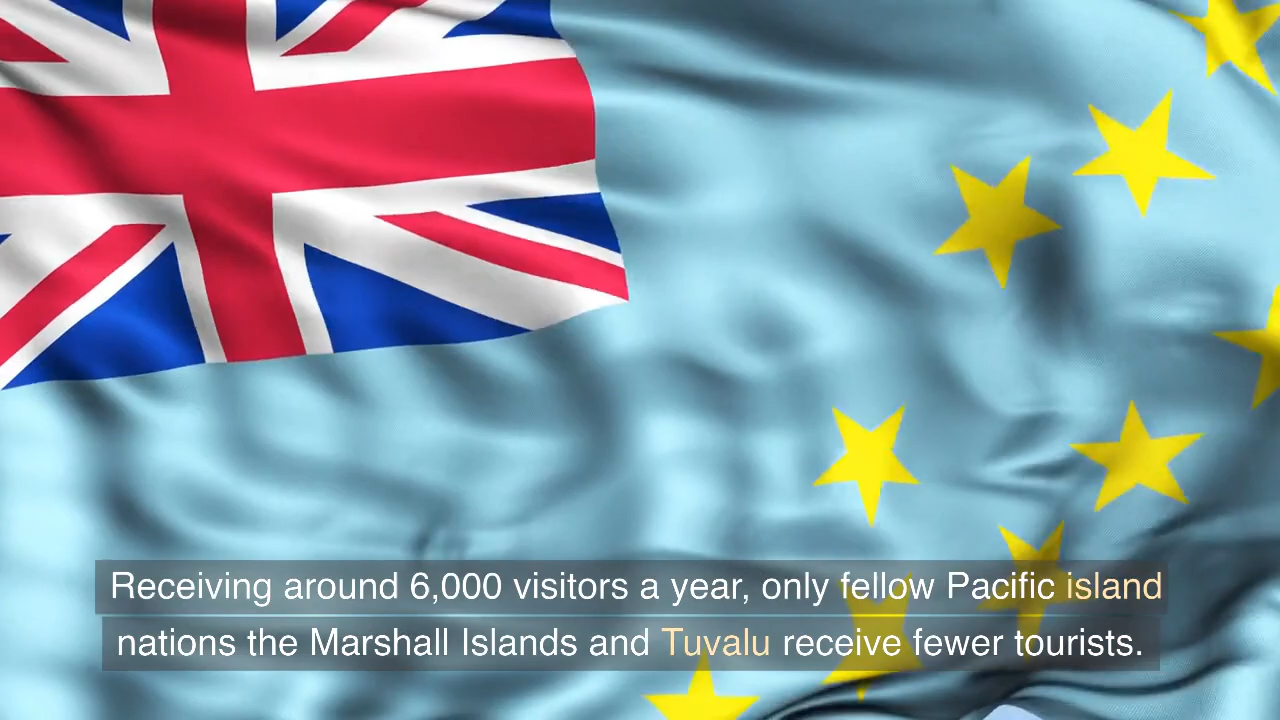 Receiving around 6,000 visitors a year, only fellow Pacific island
nations the Marshall Islands and Tuvalu receive fewer tourists.